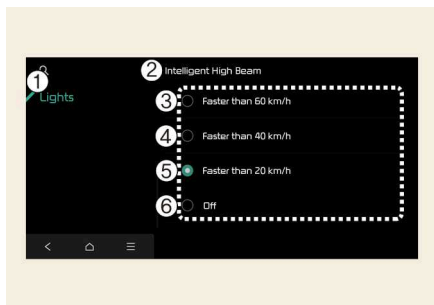 1
Lights
2 Intelligent High Beam
3 Faster than 60 km/h
4 Faster than 40 km/h
5 Faster than 20 km/h
6 Off